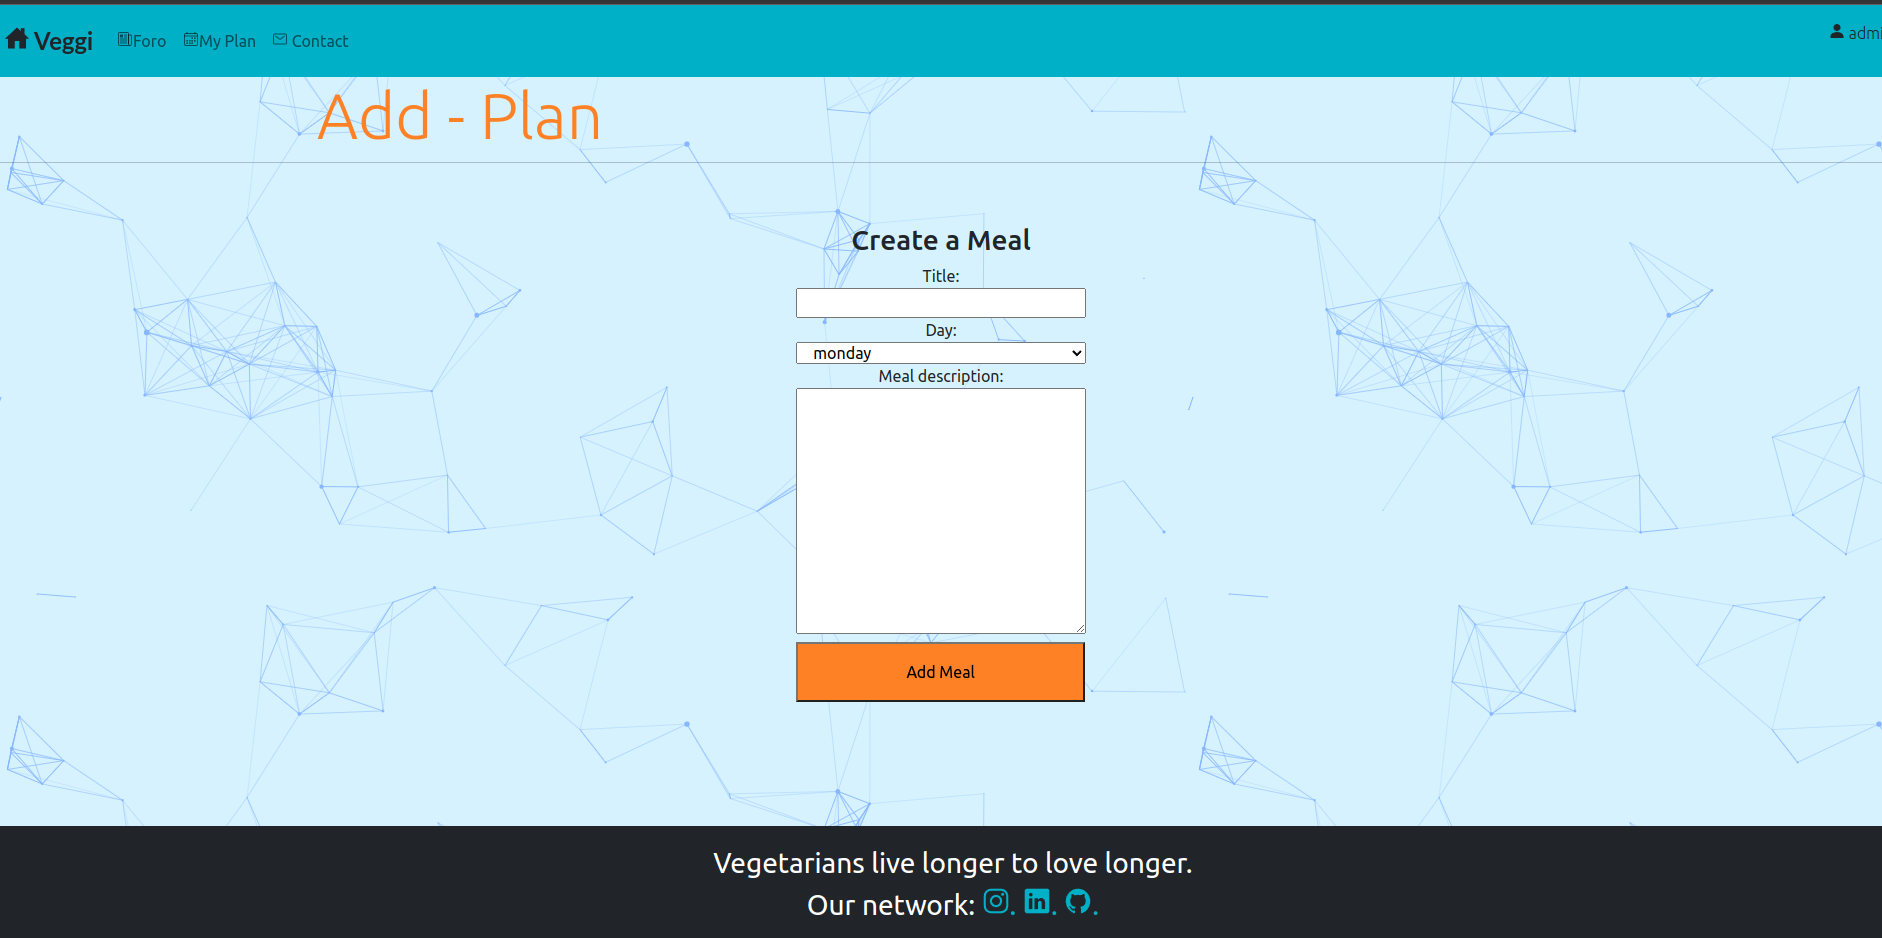 Veggi Foro My Plan Contact admi
Add - Plan
Create a Meal
Title:
Day:
monday
Meal description:
Add Meal
Vegetarians live longer to love longer.
Our network: . . .